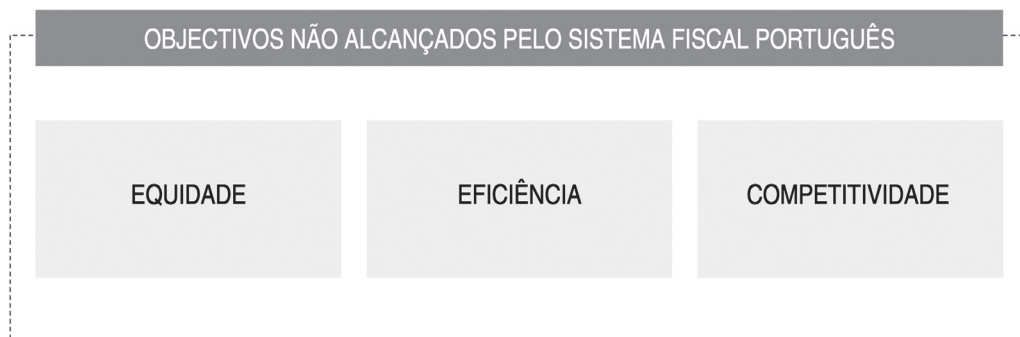 OBJECTIVOS NÃO ALCANÇADOS PELO SISTEMA FISCAL PORTUGUÊS
EQUIDADE
EFICIÊNCIA
COMPETITIVIDADE